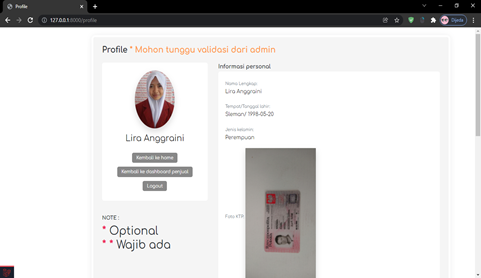 Profile
127.0.0.1:8000/profile
Djeda
Profile * Mohon tunggu validasi dari admin
Lira Anggraini
Kembali ke home
Kembali ke dashboard penjual
Logout
NOTE :
* Optional
* * Wajib ada
Informasi personal
Nama Lengkap
Lira Anggraini
Tempat/Tanggal lahir
Sleman/ 1998-05-20
Jenis kelamin
Perempuan
Foto KTP